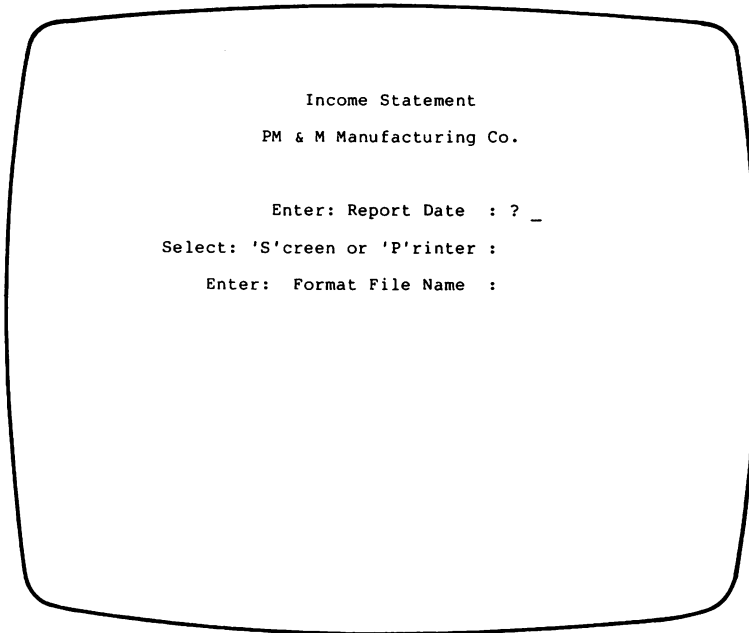 Income Statement
PM & M Manufacturing Co.
Enter: Report Date : ? _
Select: 'S'creen or 'P'rinter :
Enter: Format File Name :